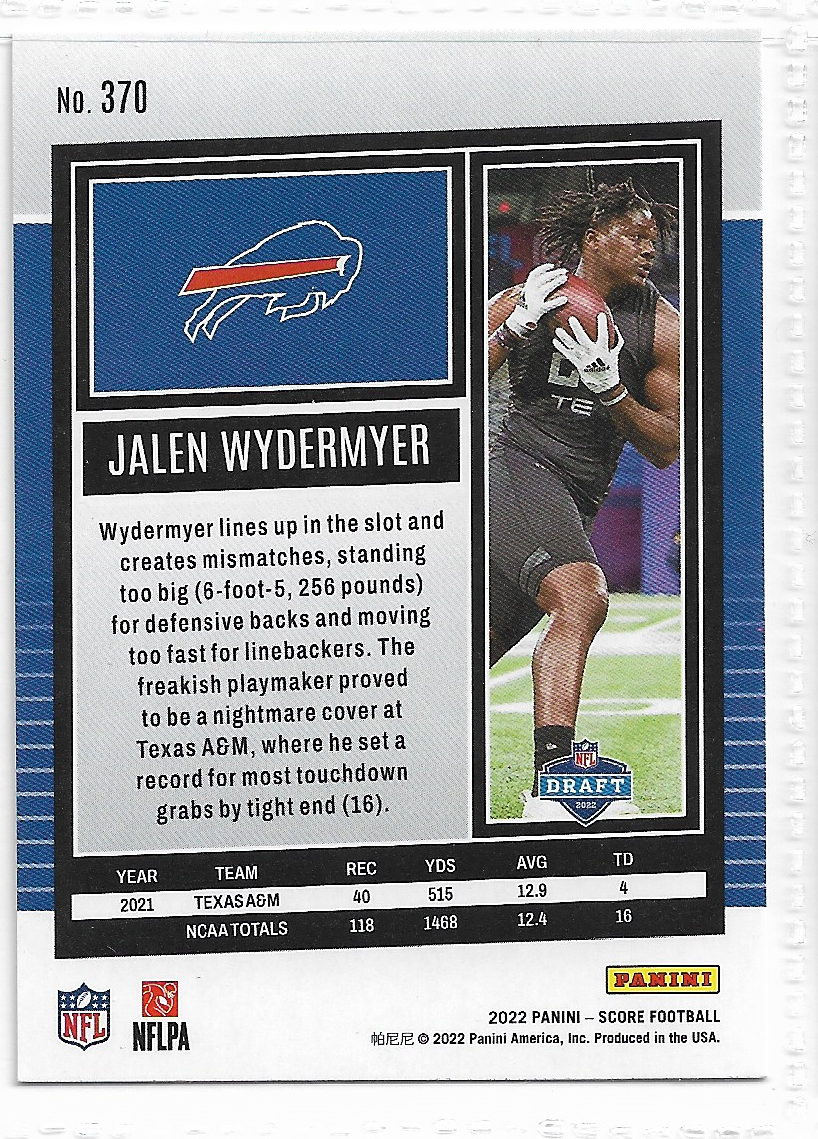 No. 370
TE
adidas
JALEN WYDERMYER
Wydermyer lines up in the slot and
creates mismatches, standing
too big (6-foot-5, 256 pounds)
for defensive backs and moving
too fast for linebackers. The
freakish playmaker proved
to be a nightmare cover at
Texas A&M, where he set a
record for most touchdown
grabs by tight end (16).
NFL
DRAFT
2022
YEAR TEAM REC YDS AVG TD
2021 TEXAS A&M 40 515 12.9 4
NCAA TOTALS 118 1468 12.4 16
NFL
NFLPA
PANINI
2022 PANINI – SCORE FOOTBALL
帕尼尼 © 2022 Panini America, Inc. Produced in the USA.